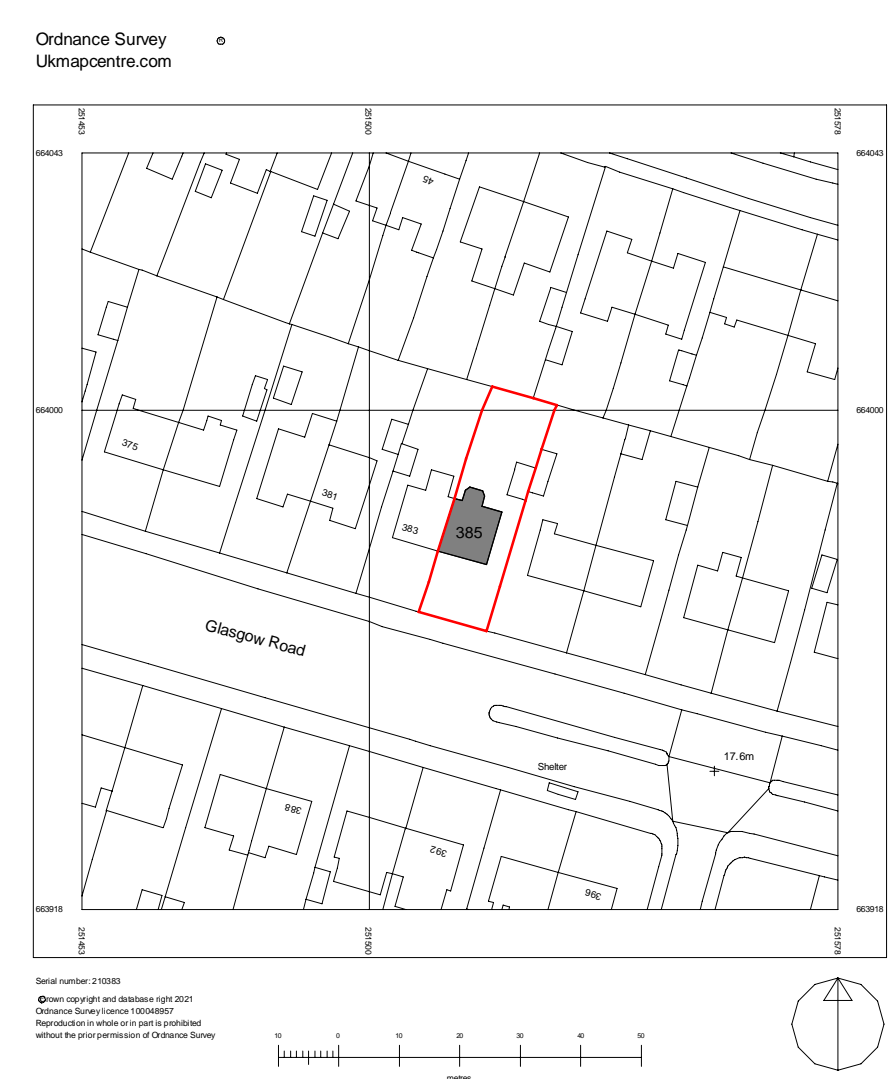 Ordnance Survey ©
Ukmapcentre.com
251453 251500 251578
664043 664043
45
664000 664000
375
381
383
385
Glasgow Road
17.6m
Shelter
388
392
396
663918 663918
251453 251500 251578
Serial number: 210383
©rown copyright and database right 2021
Ordnance Survey licence 100048957
Reproduction in whole or in part is prohibited
without the prior permission of Ordnance Survey
10 0 10 20 30 40 50
metres